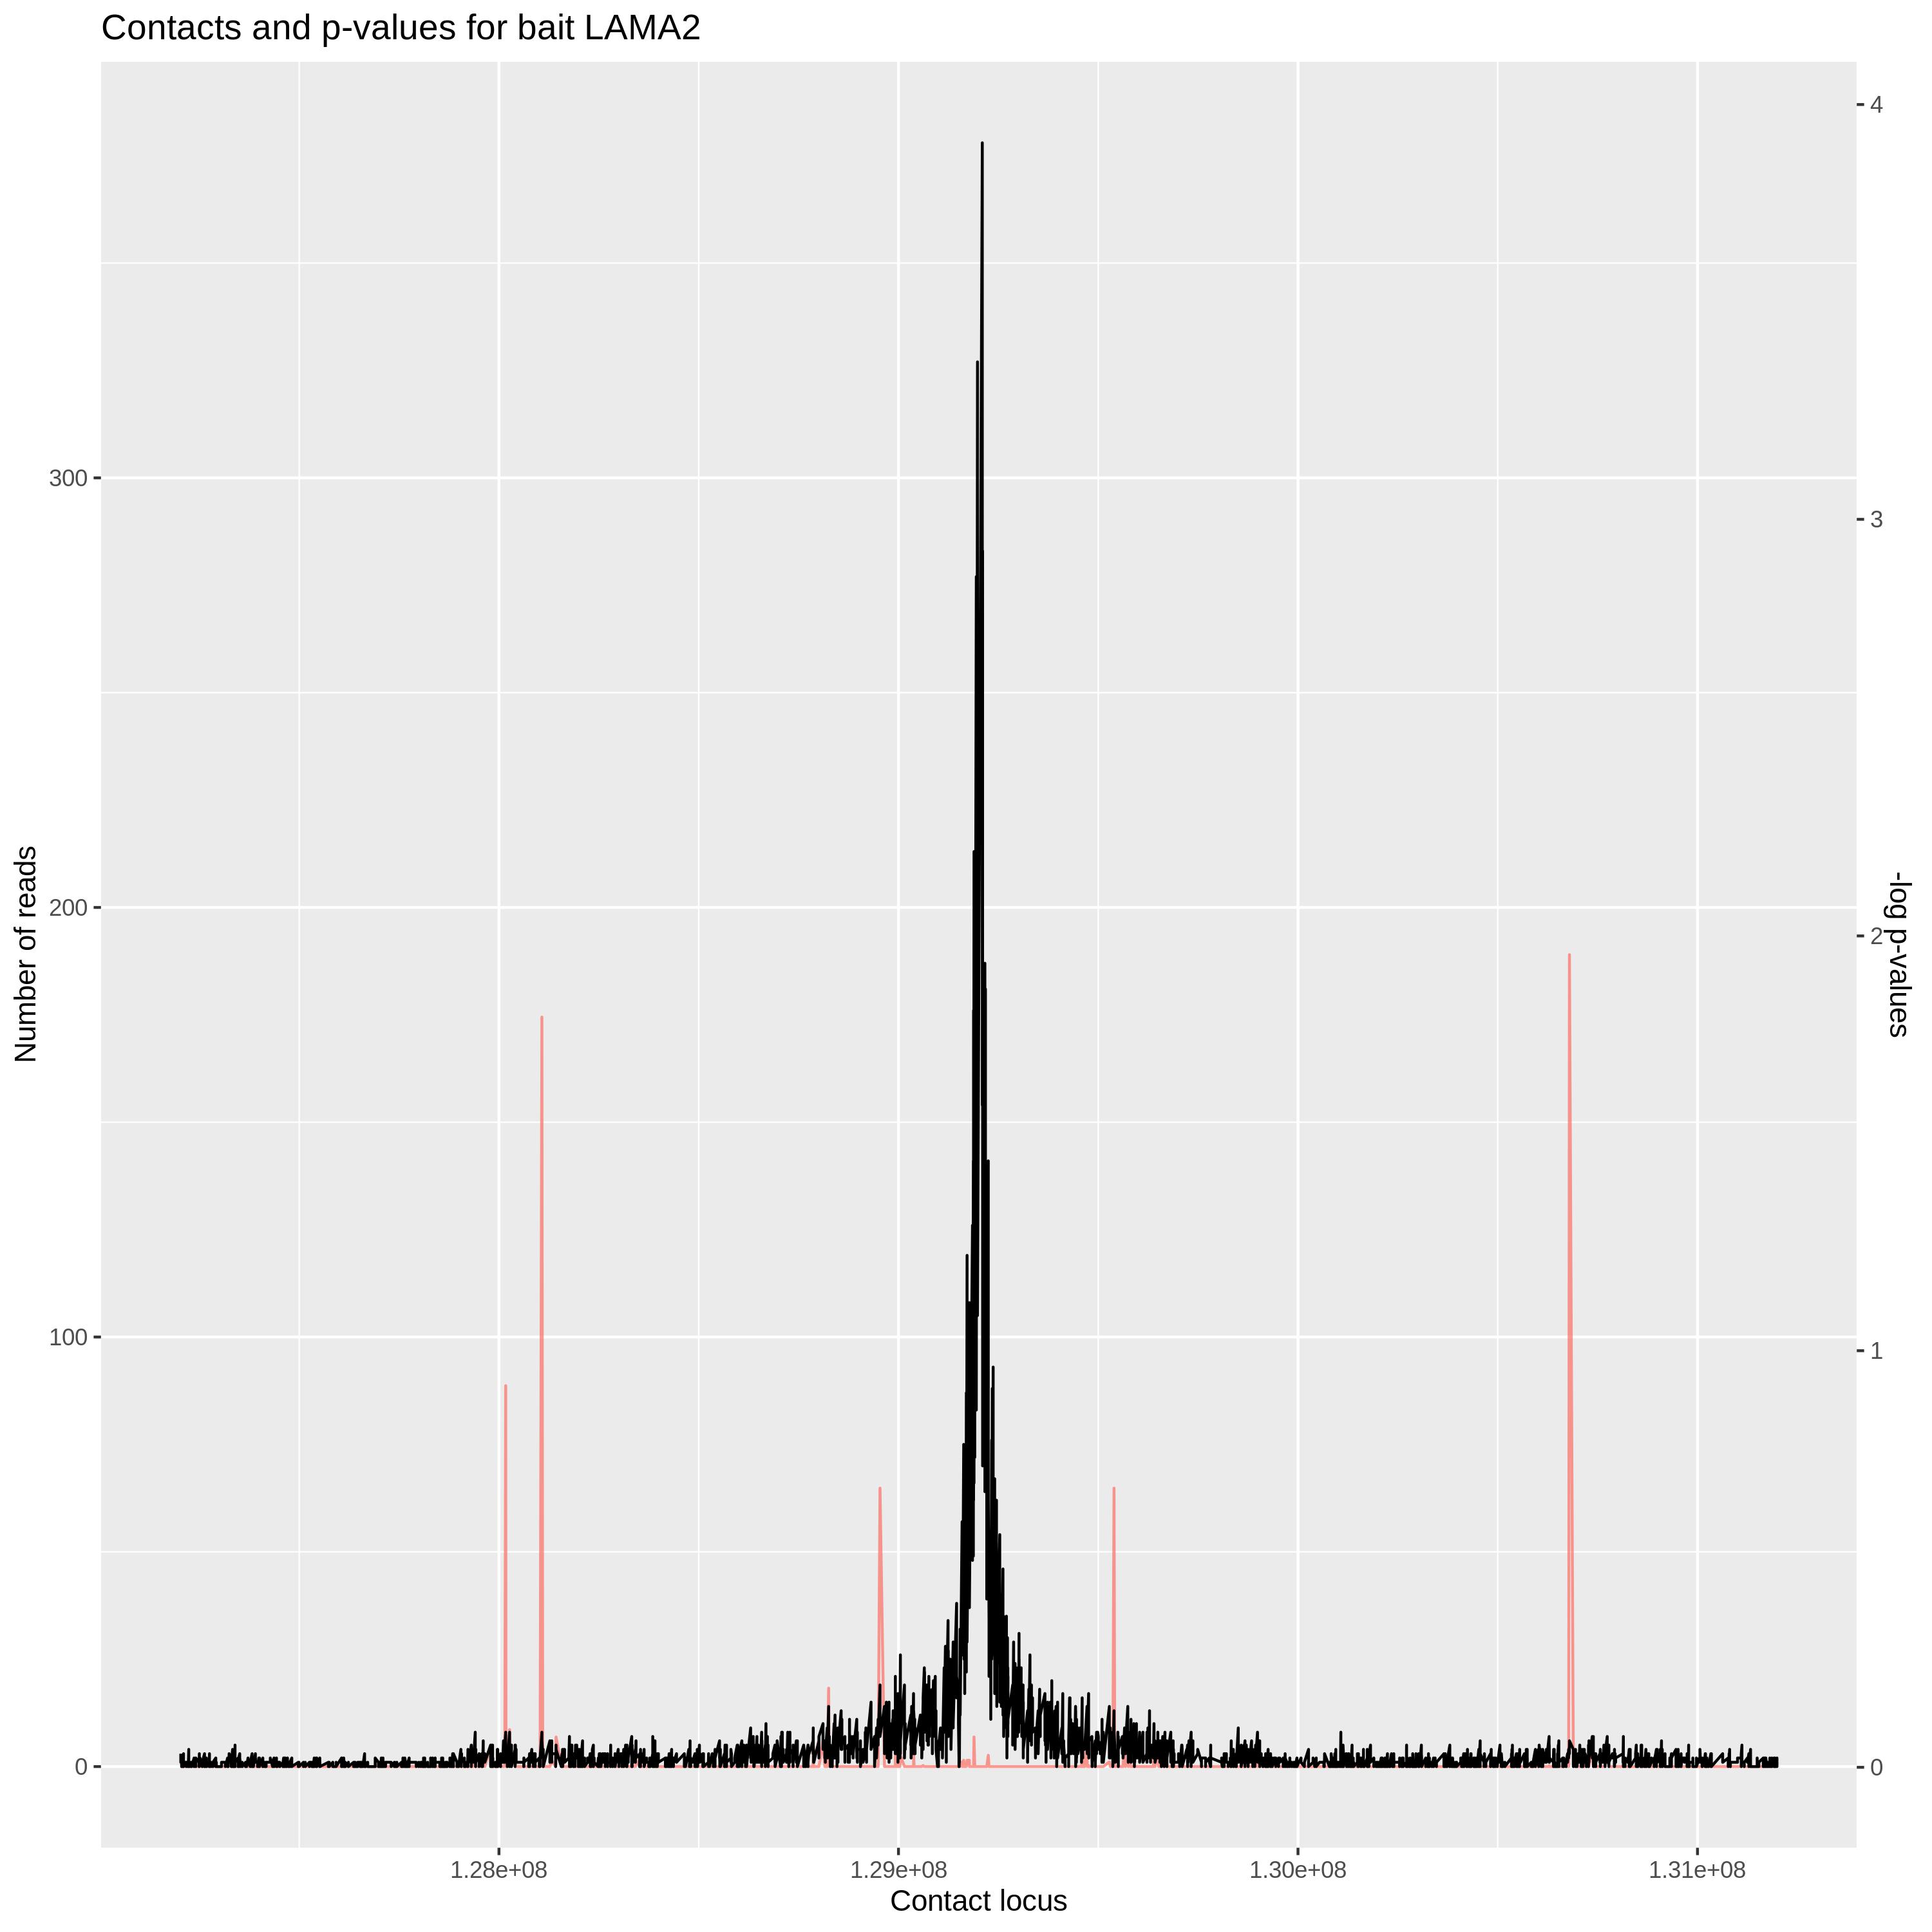 Contacts and p-values for bait LAMA2
Number of reads
300
200
100
0
4
3
2
1
0
-log p-values
1.28e+08
1.29e+08
1.30e+08
1.31e+08
Contact locus